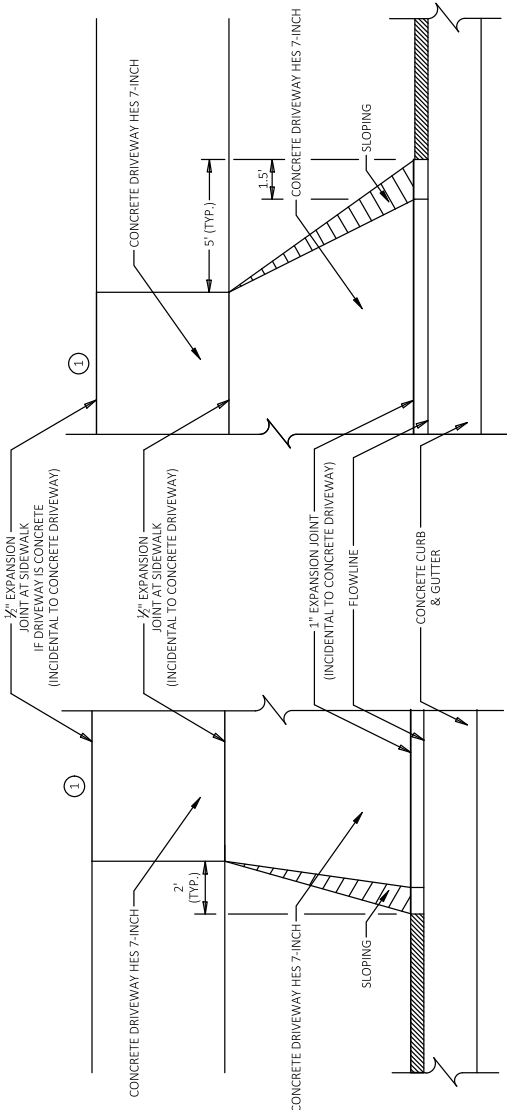 ½" EXPANSION
JOINT AT SIDEWALK
IF DRIVEWAY IS CONCRETE
(INCIDENTAL TO CONCRETE DRIVEWAY)
½" EXPANSION
JOINT AT SIDEWALK
(INCIDENTAL TO CONCRETE DRIVEWAY)
1" EXPANSION JOINT
(INCIDENTAL TO CONCRETE DRIVEWAY)
FLOWLINE
CONCRETE CURB
& GUTTER
1
CONCRETE DRIVEWAY HES 7-INCH
2'
(TYP.)
CONCRETE DRIVEWAY HES 7-INCH
SLOPING
1
CONCRETE DRIVEWAY HES 7-INCH
5' (TYP.)
1.5'
CONCRETE DRIVEWAY HES 7-INCH
SLOPING